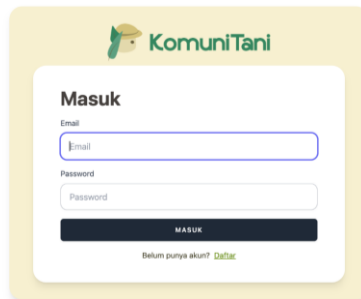 KomuniTani
Masuk
Email
Email
Password
Password
MASUK
Belum punya akun? Daftar